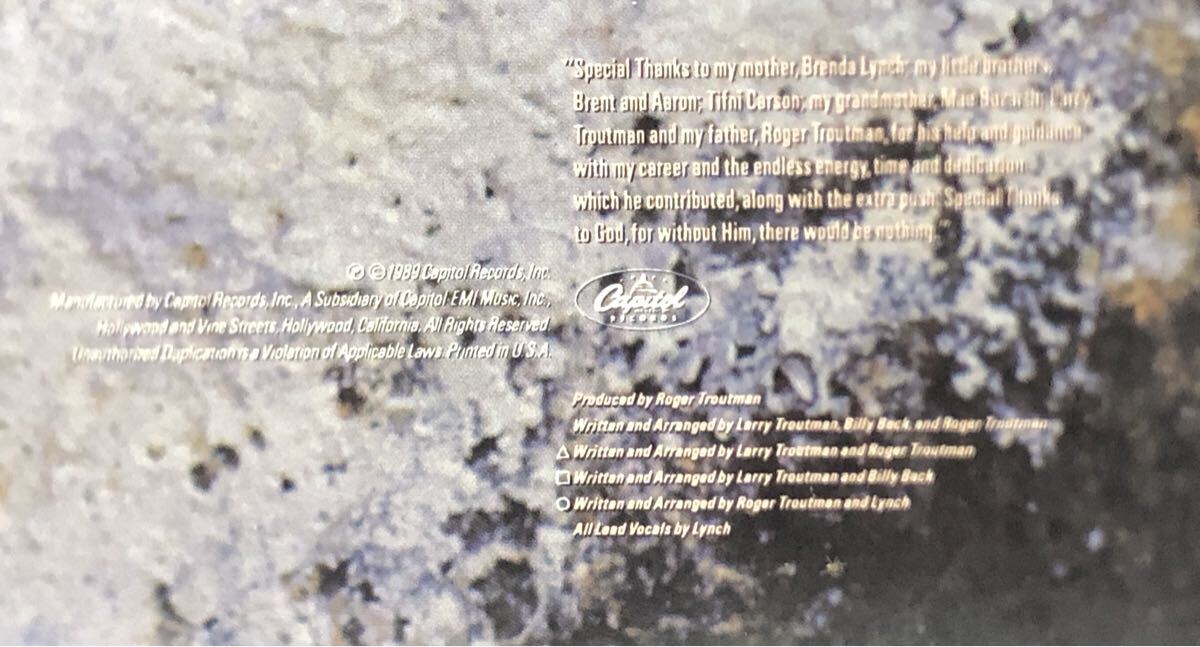 "Special Thanks to my mother, Brenda Lynch; my little brothers,
Brent and Aaron; Tifni Carson; my grandmother, Mae Larry
Troutman and my father, Roger Troutman, for his help and guidance
with my career and the endless energy, time and dedication
which he contributed, along with the extra push. Special Thanks
to God, for without Him, there would be nothing."
℗ ©1989 Capitol Records, Inc.
Manufactured by Capitol Records, Inc., A Subsidiary of Capitol EMI Music, Inc.,
Hollywood and Vine Streets, Hollywood, California. All Rights Reserved.
Unauthorized Duplication is a Violation of Applicable Laws. Printed in U.S.A.
Capitol
RECORDS
Produced by Roger Troutman
Written and Arranged by Larry Troutman, Billy Beck and Roger Troutman
△ Written and Arranged by Larry Troutman and Roger Troutman
□ Written and Arranged by Larry Troutman and Billy Beck
○ Written and Arranged by Roger Troutman and Lynch
All Lead Vocals by Lynch